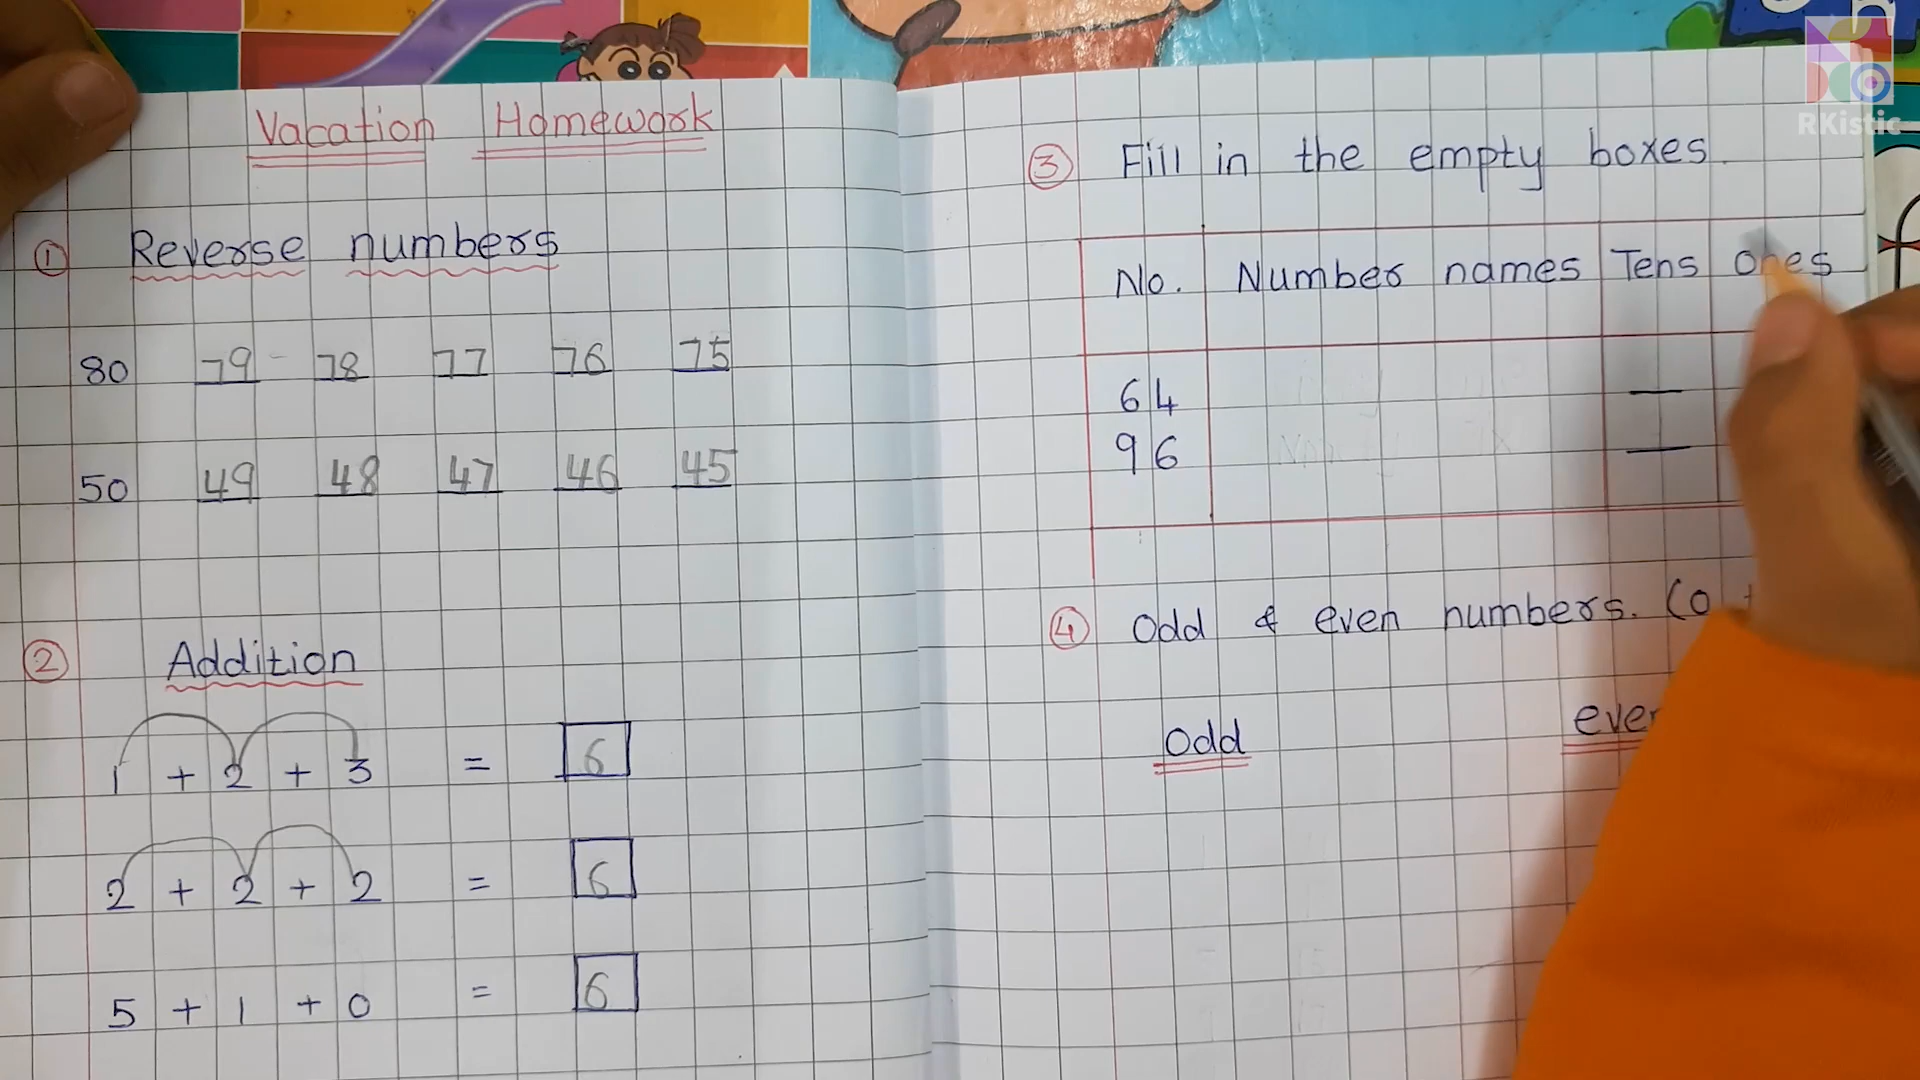 Vacation Homework
① Reverse numbers
80 79 - 78 77 76 75
50 49 48 47 46 45
② Addition
1 + 2 + 3 = 6
2 + 2 + 2 = 6
5 + 1 + 0 = 6
③ Fill in the empty boxes.
No. Number names Tens ones
64
96
④ Odd & even numbers.
Odd
RKistic